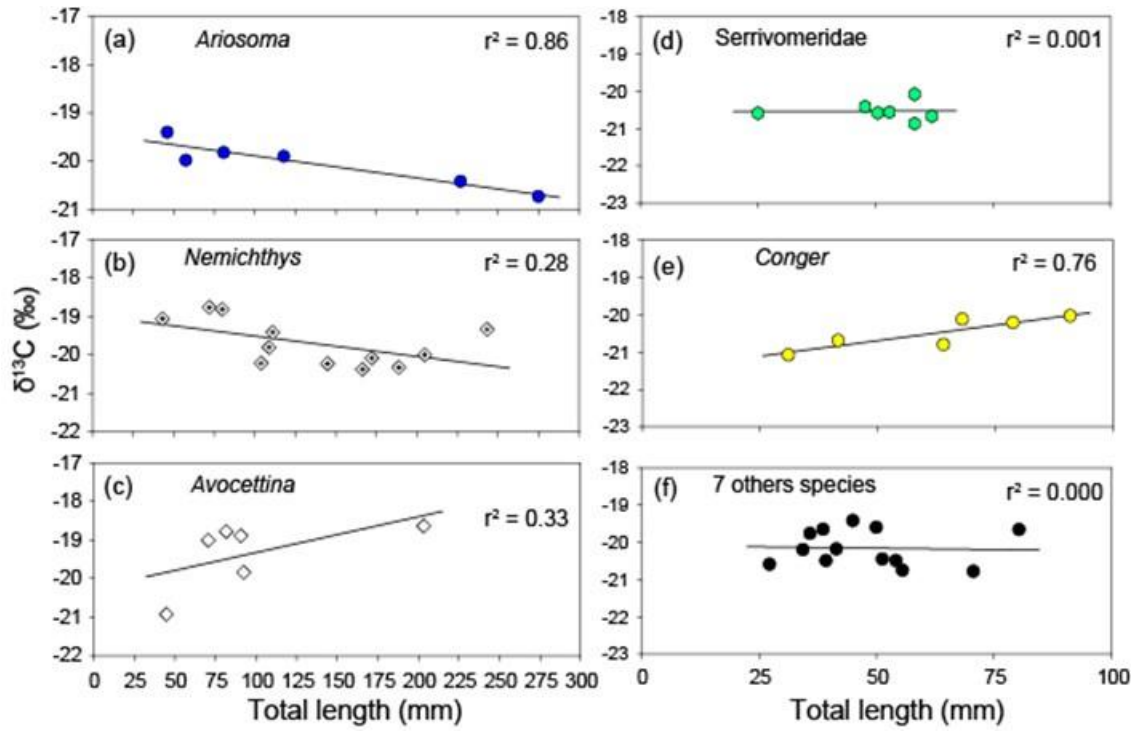 -17
(a)
Ariosoma
r² = 0.86
-18
-19
-20
-21
-17
(b)
Nemichthys
r² = 0.28
-18
-19
-20
-21
-22
-17
(c)
Avocettina
r² = 0.33
-18
-19
-20
-21
-22
0 25 50 75 100 125 150 175 200 225 250 275 300
Total length (mm)
δ¹³C (‰)
-18
(d)
Serrivomeridae
r² = 0.001
-19
-20
-21
-22
-23
-18
(e)
Conger
r² = 0.76
-19
-20
-21
-22
-23
-18
(f)
7 others species
r² = 0.000
-19
-20
-21
-22
-23
0 25 50 75 100
Total length (mm)